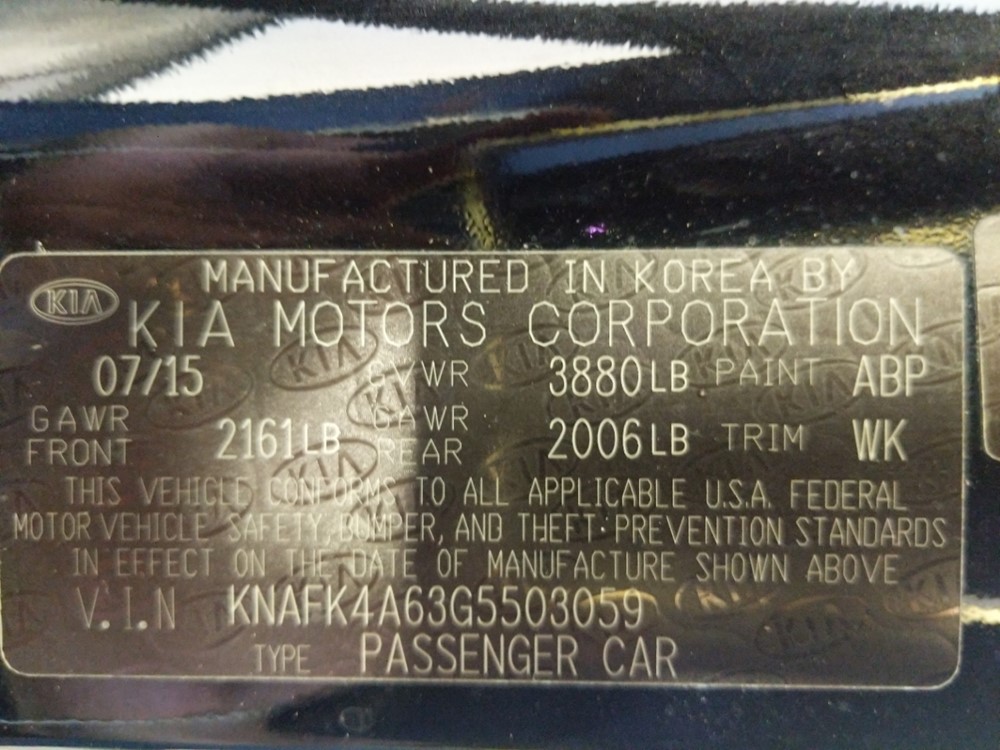 MANUFACTURED IN KOREA BY
KIA
KIA MOTORS CORPORATION
07/15 GVWR 3880LB PAINT ABP
GAWR FRONT 2161LB GAWR REAR 2006LB TRIM WK
THIS VEHICLE CONFORMS TO ALL APPLICABLE U.S.A. FEDERAL
MOTOR VEHICLE SAFETY, BUMPER, AND THEFT PREVENTION STANDARDS
IN EFFECT ON THE DATE OF MANUFACTURE SHOWN ABOVE
V.I.N KNAFK4A63G5503059
TYPE PASSENGER CAR